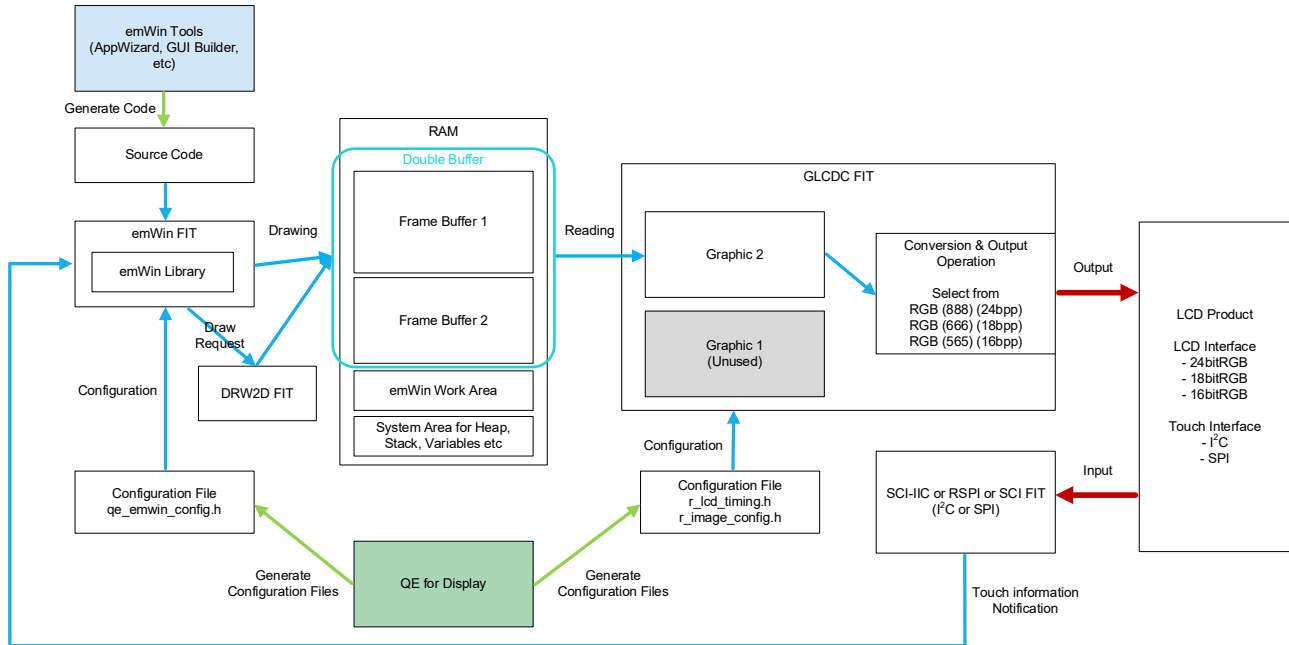 emWin Tools
(AppWizard, GUI Builder,
etc)
Generate Code
Source Code
emWin FIT
emWin Library
Drawing
Draw
Request
DRW2D FIT
Configuration
Configuration File
qe_emwin_config.h
RAM
Double Buffer
Frame Buffer 1
Frame Buffer 2
emWin Work Area
System Area for Heap,
Stack, Variables etc
Reading
GLCDC FIT
Graphic 2
Graphic 1
(Unused)
Conversion & Output
Operation
Select from
RGB (888) (24bpp)
RGB (666) (18bpp)
RGB (565) (16bpp)
Output
LCD Product
LCD Interface
- 24bitRGB
- 18bitRGB
- 16bitRGB
Touch Interface
- I²C
- SPI
Input
SCI-IIC or RSPI or SCI FIT
(I²C or SPI)
Configuration
Configuration File
r_lcd_timing.h
r_image_config.h
Generate
Configuration Files
QE for Display
Generate
Configuration Files
Touch information
Notification